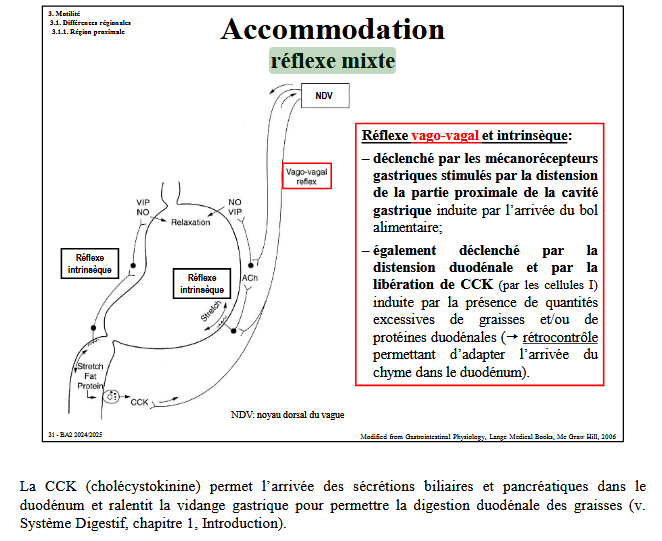 3. Motilité
3.1. Différences régionales
3.1.1. Région proximale
Accommodation
réflexe mixte
NDV
Vago-vagal
reflex
VIP
NO
NO
VIP
Relaxation
Réflexe
intrinsèque
Réflexe
intrinsèque
ACh
Stretch
Stretch
Fat
Protein
CCK
NDV: noyau dorsal du vague
Réflexe vago-vagal et intrinsèque:
– déclenché par les mécanorécepteurs
gastriques stimulés par la distension
de la partie proximale de la cavité
gastrique induite par l’arrivée du bol
alimentaire;
– également déclenché par la
distension duodénale et par la
libération de CCK (par les cellules I)
induite par la présence de quantités
excessives de graisses et/ou de
protéines duodénales (→ rétrocontrôle
permettant d’adapter l’arrivée du
chyme dans le duodénum).
31 - BA2 2024/2025
Modified from Gastrointestinal Physiology, Lange Medical Books, Mc Graw Hill, 2006
La CCK (cholécystokinine) permet l’arrivée des sécrétions biliaires et pancréatiques dans le
duodénum et ralentit la vidange gastrique pour permettre la digestion duodénale des graisses (v.
Système Digestif, chapitre 1, Introduction).